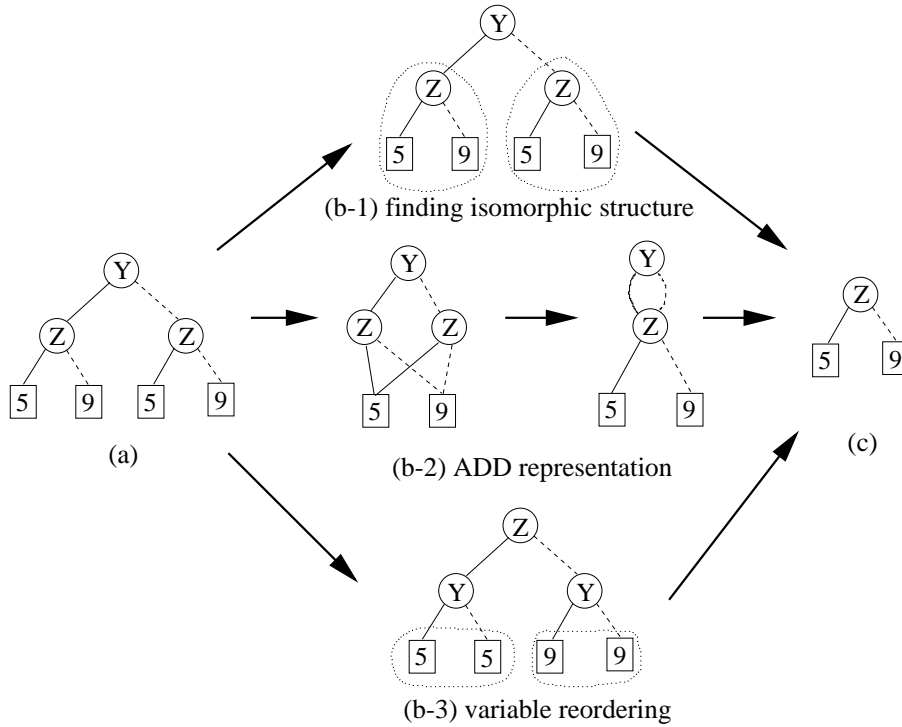 Y
Z Z
5 9 5 9
(b-1) finding isomorphic structure
Y Y Y
Z Z Z Z Z Z
5 9 5 9 5 9 5 9 5 9
(a) (b-2) ADD representation (c)
Z
Y Y
5 5 9 9
(b-3) variable reordering